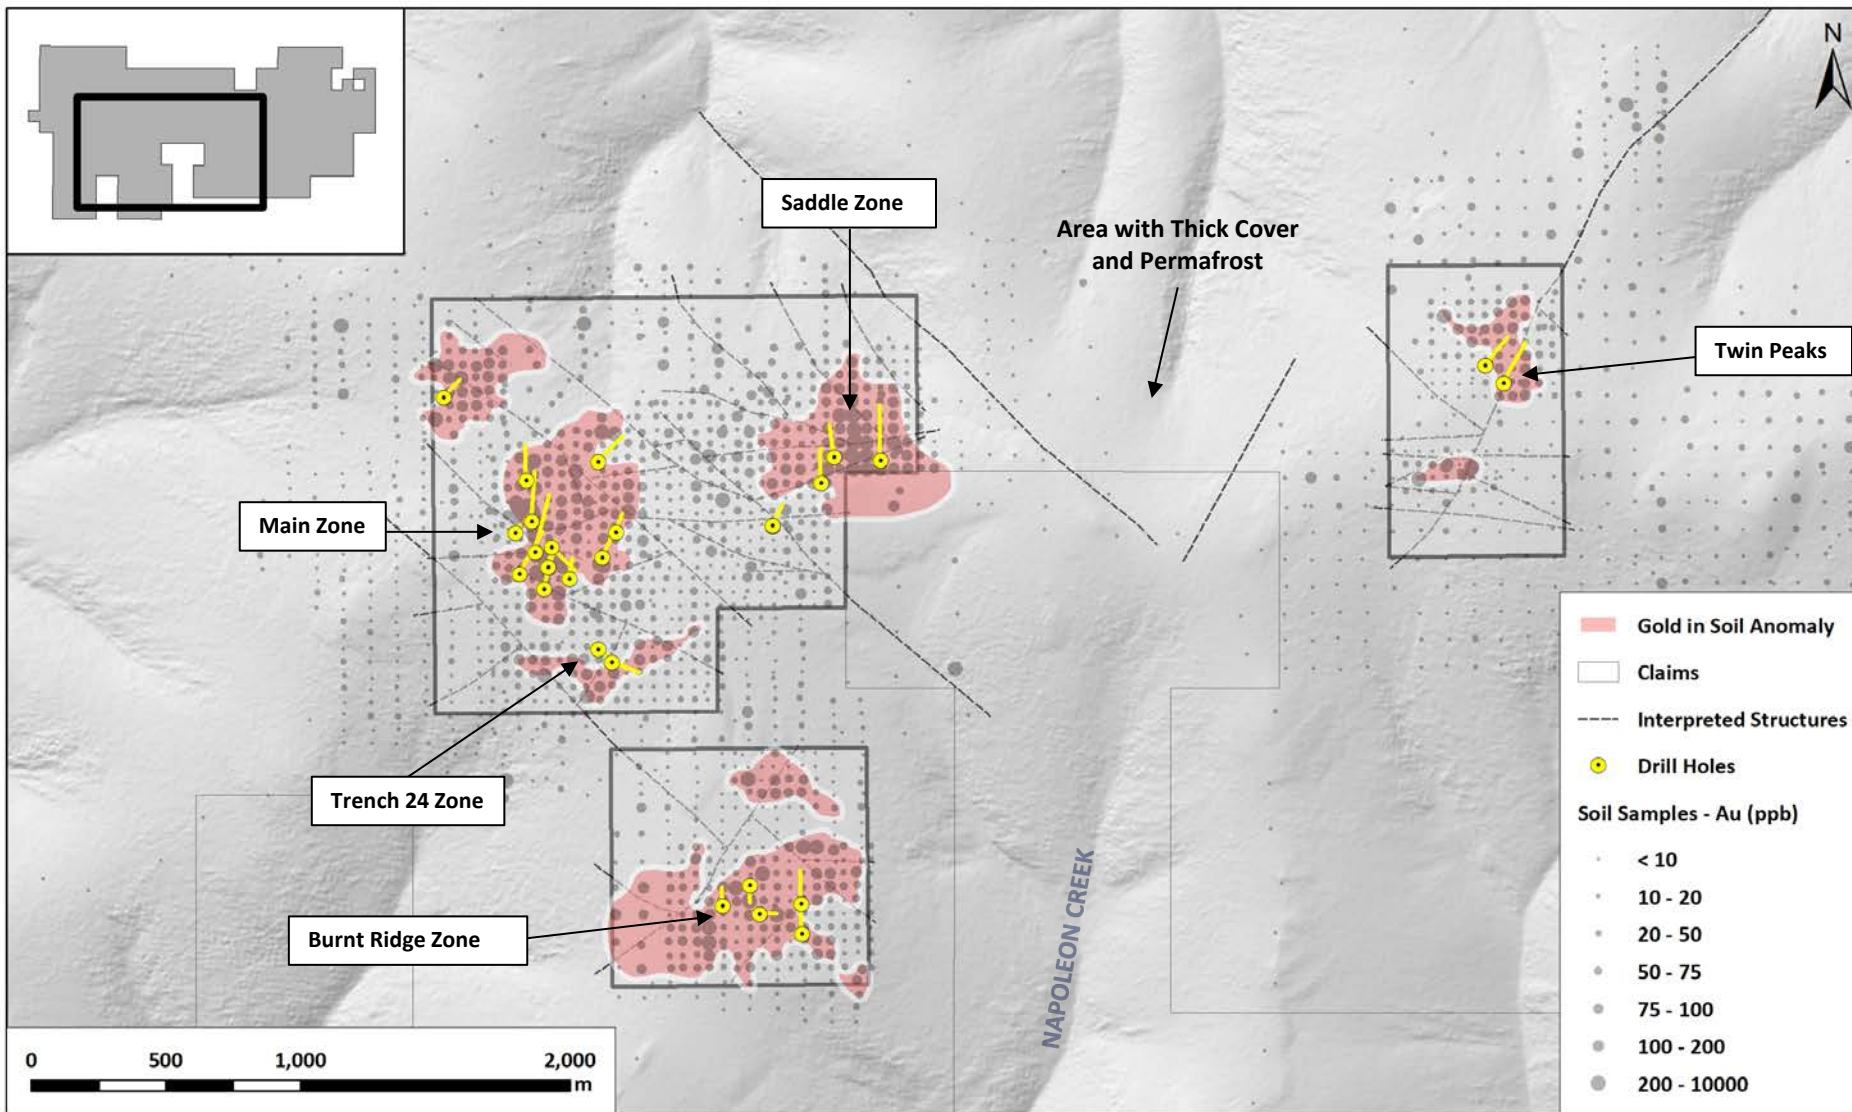 N
Saddle Zone
Area with Thick Cover
and Permafrost
Twin Peaks
Main Zone
Trench 24 Zone
Burnt Ridge Zone
NAPOLEON CREEK
Gold in Soil Anomaly
Claims
Interpreted Structures
Drill Holes
Soil Samples - Au (ppb)
< 10
10 - 20
20 - 50
50 - 75
75 - 100
100 - 200
200 - 10000
0 500 1,000 2,000
m